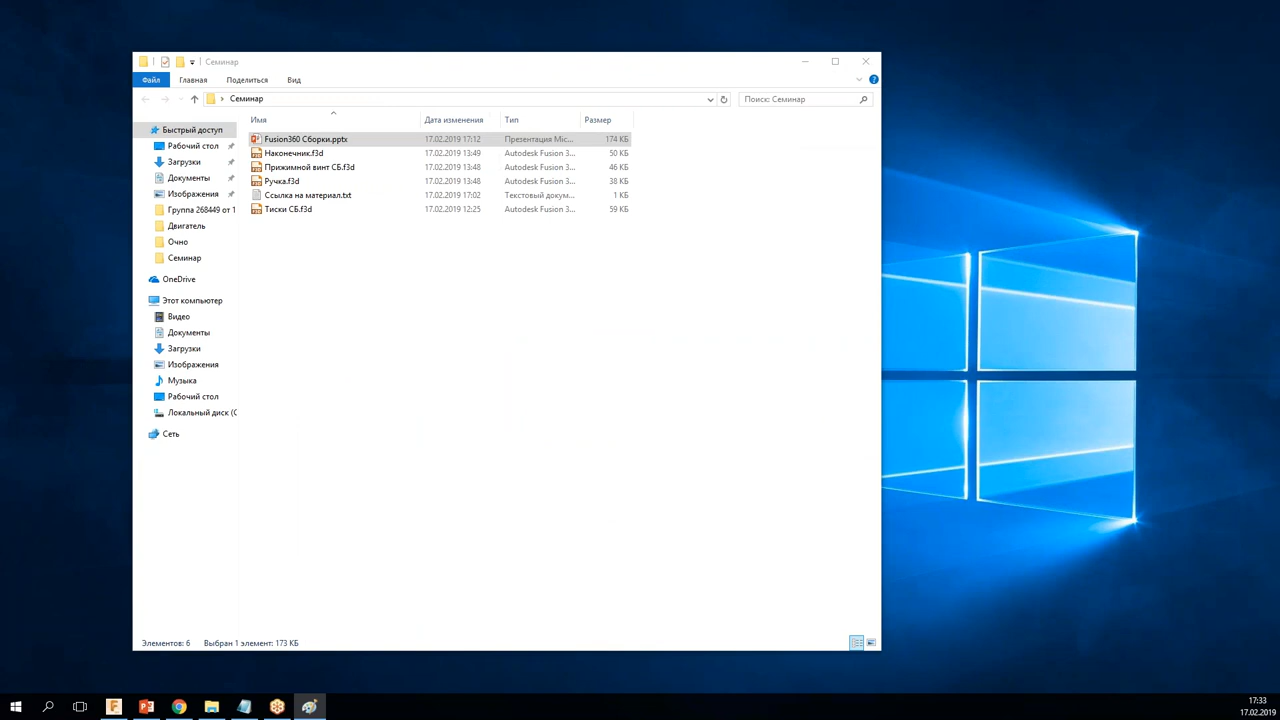 Семинар
Файл Главная Поделиться Вид
Семинар Поиск: Семинар
Имя Дата изменения Тип Размер
Fusion360 Сборки.pptx 17.02.2019 17:12 Презентация Mic... 174 КБ
Наконечник.f3d 17.02.2019 13:49 Autodesk Fusion 3... 50 КБ
Прижимной винт СБ.f3d 17.02.2019 13:48 Autodesk Fusion 3... 46 КБ
Ручка.f3d 17.02.2019 13:48 Autodesk Fusion 3... 38 КБ
Ссылка на материал.txt 17.02.2019 17:02 Текстовый докум... 1 КБ
Тиски СБ.f3d 17.02.2019 12:25 Autodesk Fusion 3... 59 КБ
Быстрый доступ
Рабочий стол
Загрузки
Документы
Изображения
Группа 268449 от 1
Двигатель
Очно
Семинар
OneDrive
Этот компьютер
Видео
Документы
Загрузки
Изображения
Музыка
Рабочий стол
Локальный диск (C
Сеть
Элементов: 6 Выбран 1 элемент: 173 КБ
17:33
17.02.2019